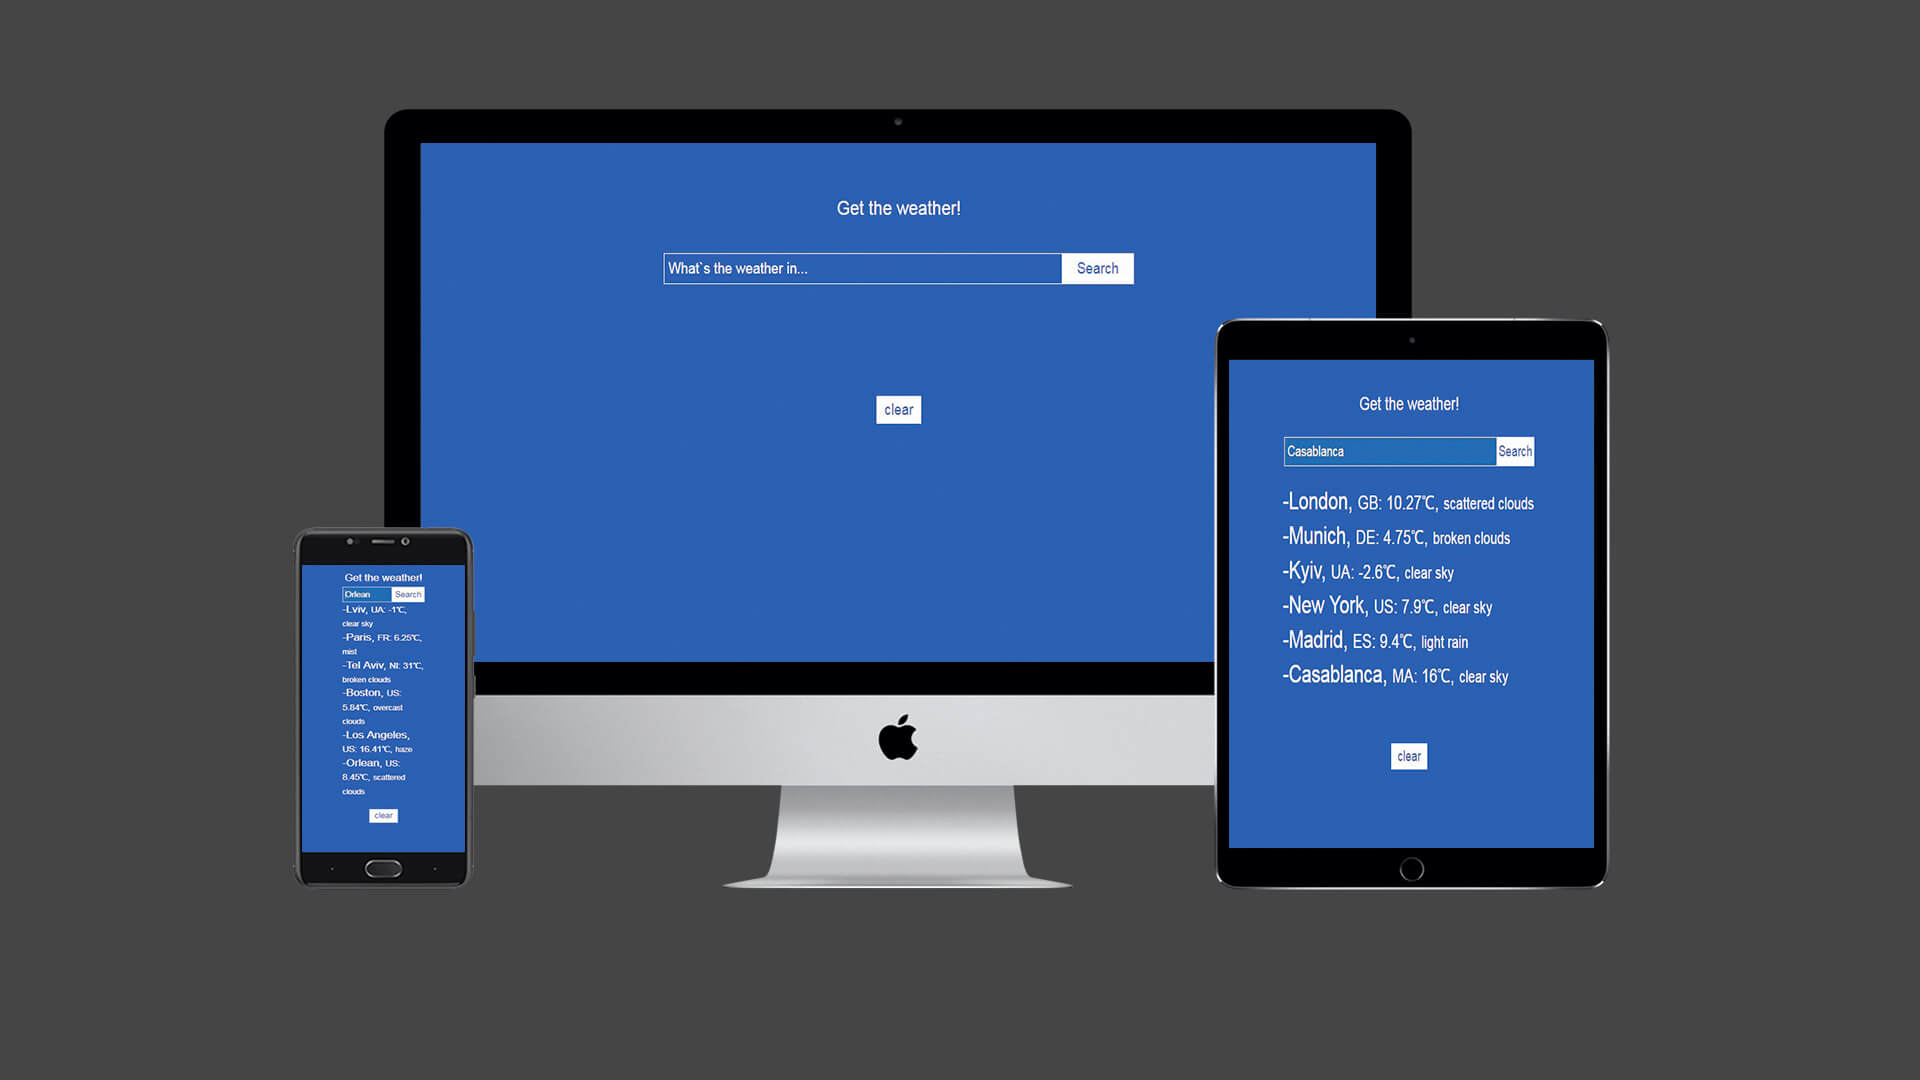 Get the weather!
What`s the weather in... Search
clear
Get the weather!
Orlean Search
-Lviv, UA: -1℃,
clear sky
-Paris, FR: 6.25℃,
mist
-Tel Aviv, NI: 31℃,
broken clouds
-Boston, US:
5.84℃, overcast
clouds
-Los Angeles,
US: 16.41℃, haze
-Orlean, US:
8.45℃, scattered
clouds
clear
Get the weather!
Casablanca Search
-London, GB: 10.27℃, scattered clouds
-Munich, DE: 4.75℃, broken clouds
-Kyiv, UA: -2.6℃, clear sky
-New York, US: 7.9℃, clear sky
-Madrid, ES: 9.4℃, light rain
-Casablanca, MA: 16℃, clear sky
clear